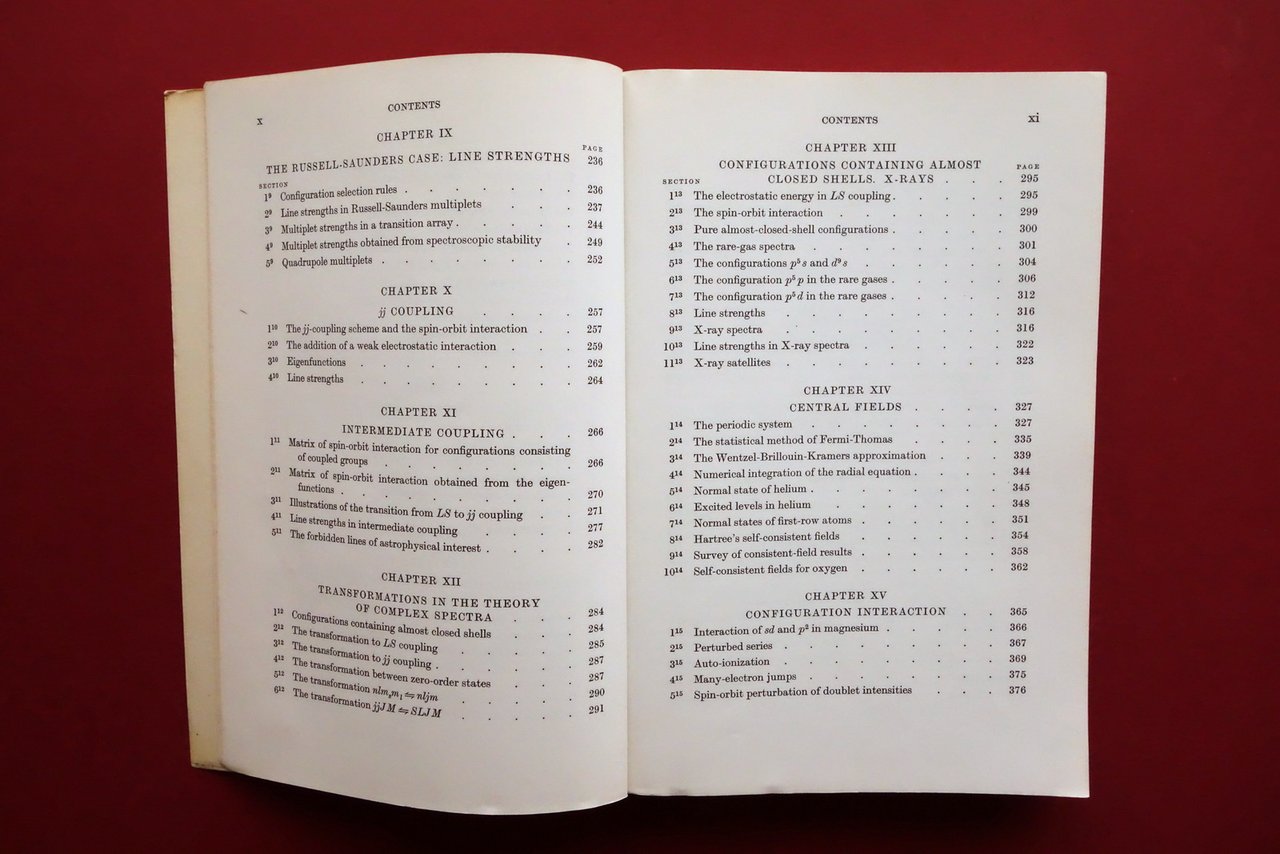 x
CONTENTS
CHAPTER IX
PAGE
THE RUSSELL-SAUNDERS CASE: LINE STRENGTHS 236
SECTION
1⁹ Configuration selection rules . . . . . . . 236
2⁹ Line strengths in Russell-Saunders multiplets . . . 237
3⁹ Multiplet strengths in a transition array . . . . . 244
4⁹ Multiplet strengths obtained from spectroscopic stability . 249
5⁹ Quadrupole multiplets . . . . . . . . 252
CHAPTER X
jj COUPLING . . . . 257
1¹⁰ The jj-coupling scheme and the spin-orbit interaction . . 257
2¹⁰ The addition of a weak electrostatic interaction . . . 259
3¹⁰ Eigenfunctions . . . . . . . . . 262
4¹⁰ Line strengths . . . . . . . . . 264
CHAPTER XI
INTERMEDIATE COUPLING . . . 266
1¹¹ Matrix of spin-orbit interaction for configurations consisting
of coupled groups . . . . . . . . 266
2¹¹ Matrix of spin-orbit interaction obtained from the eigen-
functions . . . . . . . . . 270
3¹¹ Illustrations of the transition from LS to jj coupling . . 271
4¹¹ Line strengths in intermediate coupling . . . . 277
5¹¹ The forbidden lines of astrophysical interest . . . . 282
CHAPTER XII
TRANSFORMATIONS IN THE THEORY
OF COMPLEX SPECTRA . . . 284
1¹² Configurations containing almost closed shells . . . 284
2¹² The transformation to LS coupling . . . . 285
3¹² The transformation to jj coupling . . . . . 287
4¹² The transformation between zero-order states . . . 287
5¹² The transformation nlmₛmₗ ⇋ nljm . . . . 290
6¹² The transformation jjJM ⇋ SLJM . . . . 291
CONTENTS
xi
CHAPTER XIII
CONFIGURATIONS CONTAINING ALMOST
PAGE
CLOSED SHELLS. X-RAYS . . . 295
SECTION
1¹³ The electrostatic energy in LS coupling . . . . . 295
2¹³ The spin-orbit interaction . . . . . . . 299
3¹³ Pure almost-closed-shell configurations . . . . . 300
4¹³ The rare-gas spectra . . . . . . . . 301
5¹³ The configurations p⁵s and d⁹s . . . . . . 304
6¹³ The configuration p⁵p in the rare gases . . . . . 306
7¹³ The configuration p⁵d in the rare gases . . . . . 312
8¹³ Line strengths . . . . . . . . . 316
9¹³ X-ray spectra . . . . . . . . . 316
10¹³ Line strengths in X-ray spectra . . . . . . 322
11¹³ X-ray satellites . . . . . . . . . 323
CHAPTER XIV
CENTRAL FIELDS . . . . 327
1¹⁴ The periodic system . . . . . . . . 327
2¹⁴ The statistical method of Fermi-Thomas . . . . 335
3¹⁴ The Wentzel-Brillouin-Kramers approximation . . . 339
4¹⁴ Numerical integration of the radial equation . . . . 344
5¹⁴ Normal state of helium . . . . . . . . 345
6¹⁴ Excited levels in helium . . . . . . . 348
7¹⁴ Normal states of first-row atoms . . . . . . 351
8¹⁴ Hartree's self-consistent fields . . . . . . 354
9¹⁴ Survey of consistent-field results . . . . . . 358
10¹⁴ Self-consistent fields for oxygen . . . . . . 362
CHAPTER XV
CONFIGURATION INTERACTION . . 365
1¹⁵ Interaction of sd and p² in magnesium . . . . . 366
2¹⁵ Perturbed series . . . . . . . . . 367
3¹⁵ Auto-ionization . . . . . . . . . 369
4¹⁵ Many-electron jumps . . . . . . . . 375
5¹⁵ Spin-orbit perturbation of doublet intensities . . . 376